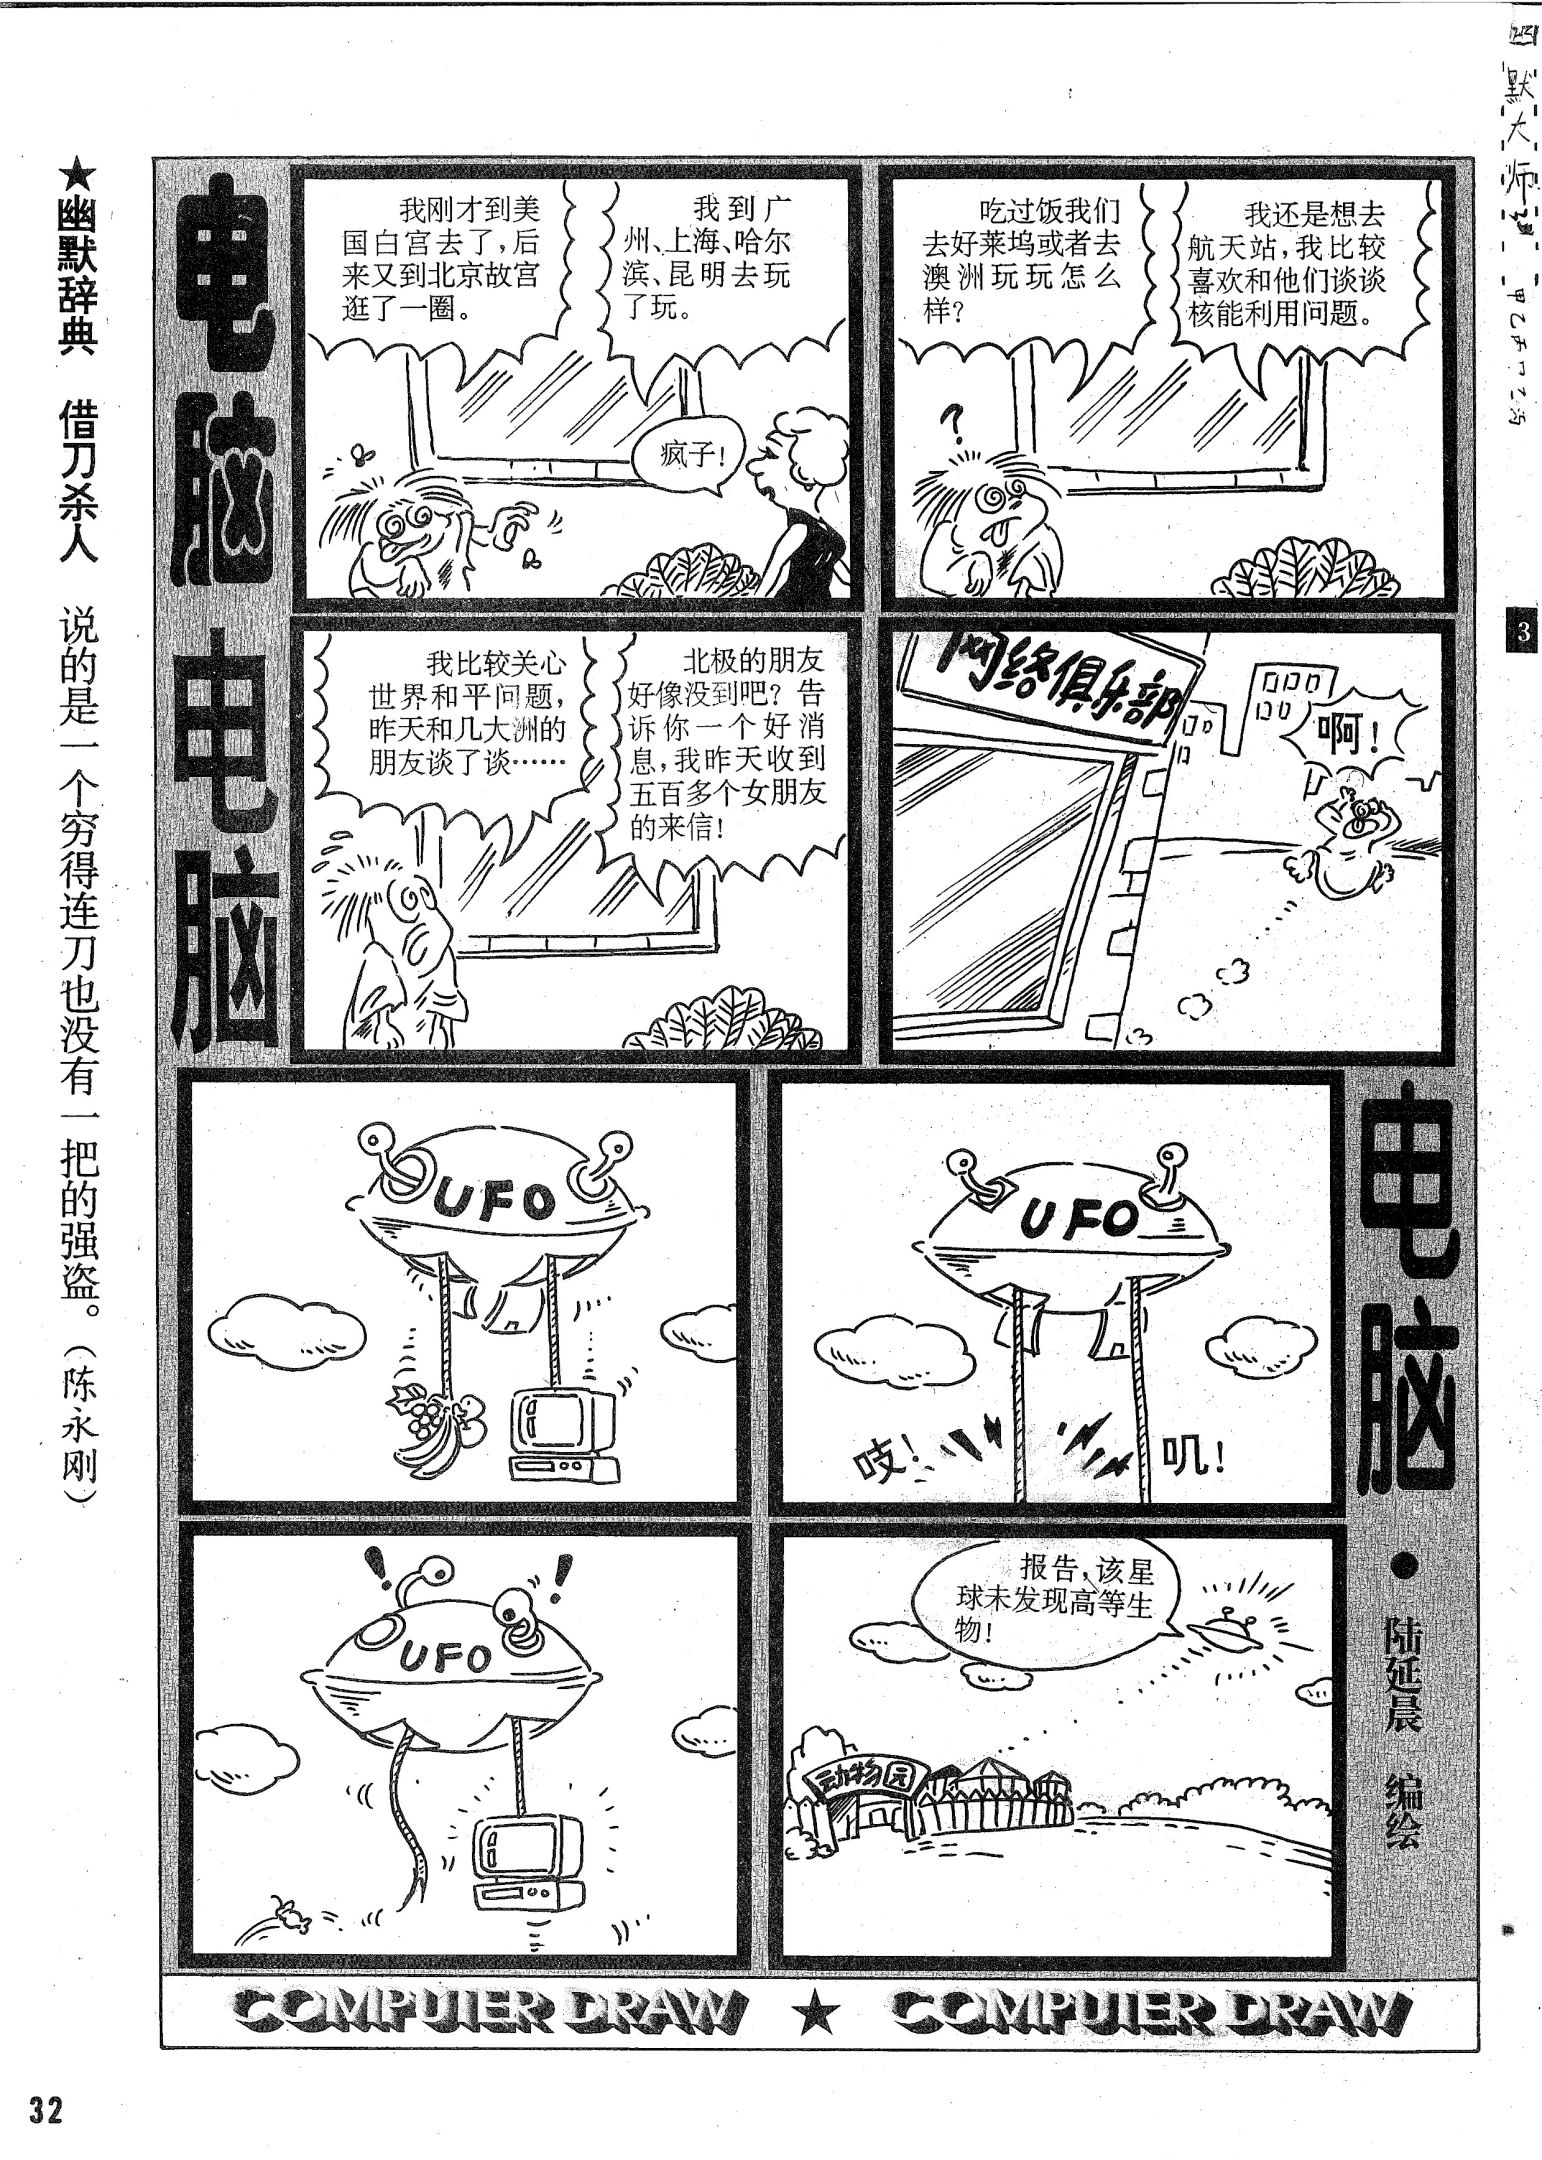 ★幽默辞典 借刀杀人 说的是一个穷得连刀也没有一把的强盗。(陈永刚)
电脑电脑
我刚才到美
国白宫去了,后
来又到北京故宫
逛了一圈。
我到广
州、上海、哈尔
滨、昆明去玩
了玩。
疯子!
吃过饭我们
去好莱坞或者去
澳洲玩玩怎么
样?
我还是想去
航天站,我比较
喜欢和他们谈谈
核能利用问题。
?
我比较关心
世界和平问题,
昨天和几大洲的
朋友谈了谈……
北极的朋友
好像没到吧?告
诉你一个好消
息,我昨天收到
五百多个女朋友
的来信!
网络俱乐部
啊!
UFO
UFO
吱!
叽!
! !
UFO
报告,该星
球未发现高等生
物!
动物园
电脑·陆延晨 编绘
COMPUTER DRAW ★ COMPUTER DRAW
32
幽默大师
3